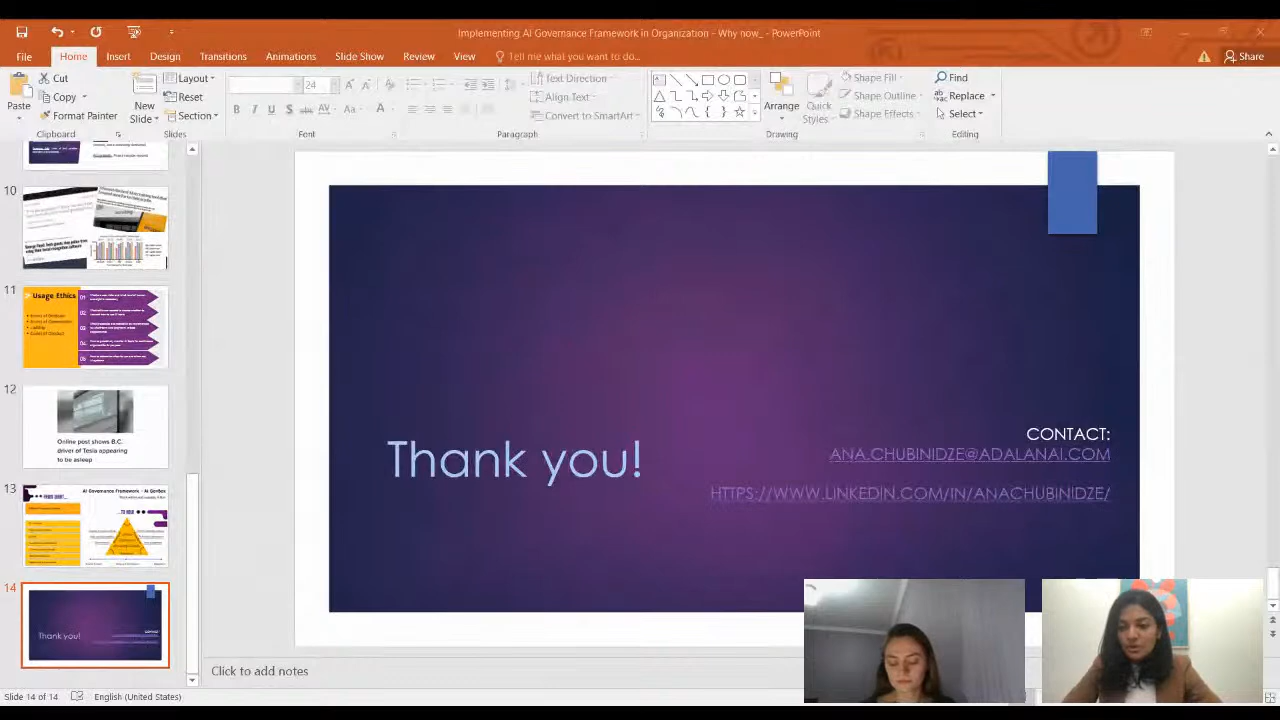 Implementing AI Governance Framework in Organization - Why now_ - PowerPoint
File Home Insert Design Transitions Animations Slide Show Review View Tell me what you want to do... Share
Paste
Cut
Copy
Format Painter
Clipboard
New
Slide
Layout
Reset
Section
Slides
24
Font
Text Direction
Align Text
Convert to SmartArt
Paragraph
Arrange
Quick
Styles
Shape Fill
Shape Outline
Shape Effects
Drawing
Find
Replace
Select
Editing
10
11
Usage Ethics
12
Online post shows B.C.
driver of Tesla appearing
to be asleep
13
AI Governance Framework - AI DevSec
14
Thank you!
Thank you!
CONTACT:
ANA.CHUBINIDZE@ADALANAI.COM
HTTPS://WWW.LINKEDIN.COM/IN/ANACHUBINIDZE/
Click to add notes
Slide 14 of 14 English (United States)